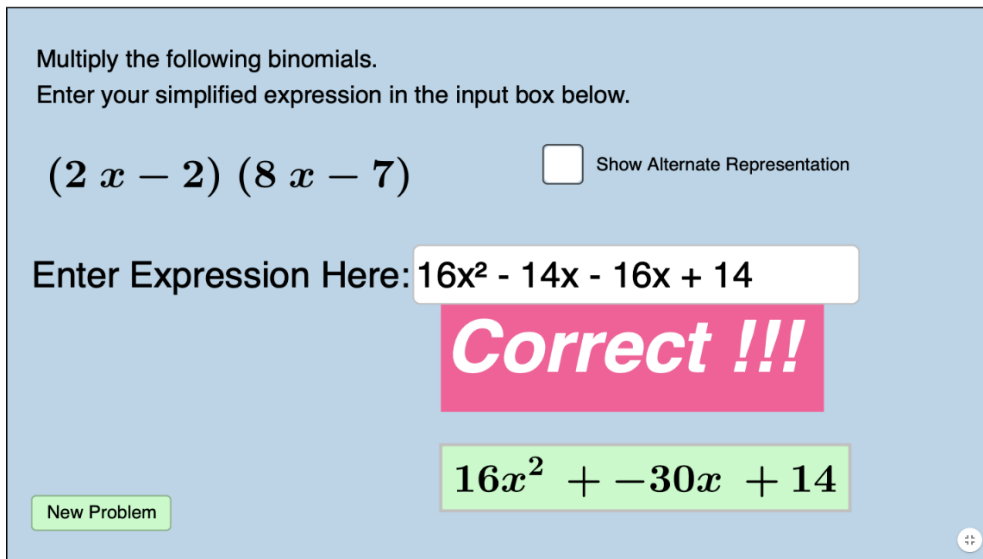 Multiply the following binomials.
Enter your simplified expression in the input box below.
(2 x − 2) (8 x − 7)
Show Alternate Representation
Enter Expression Here: 16x² - 14x - 16x + 14
Correct !!!
16x² + −30x + 14
New Problem